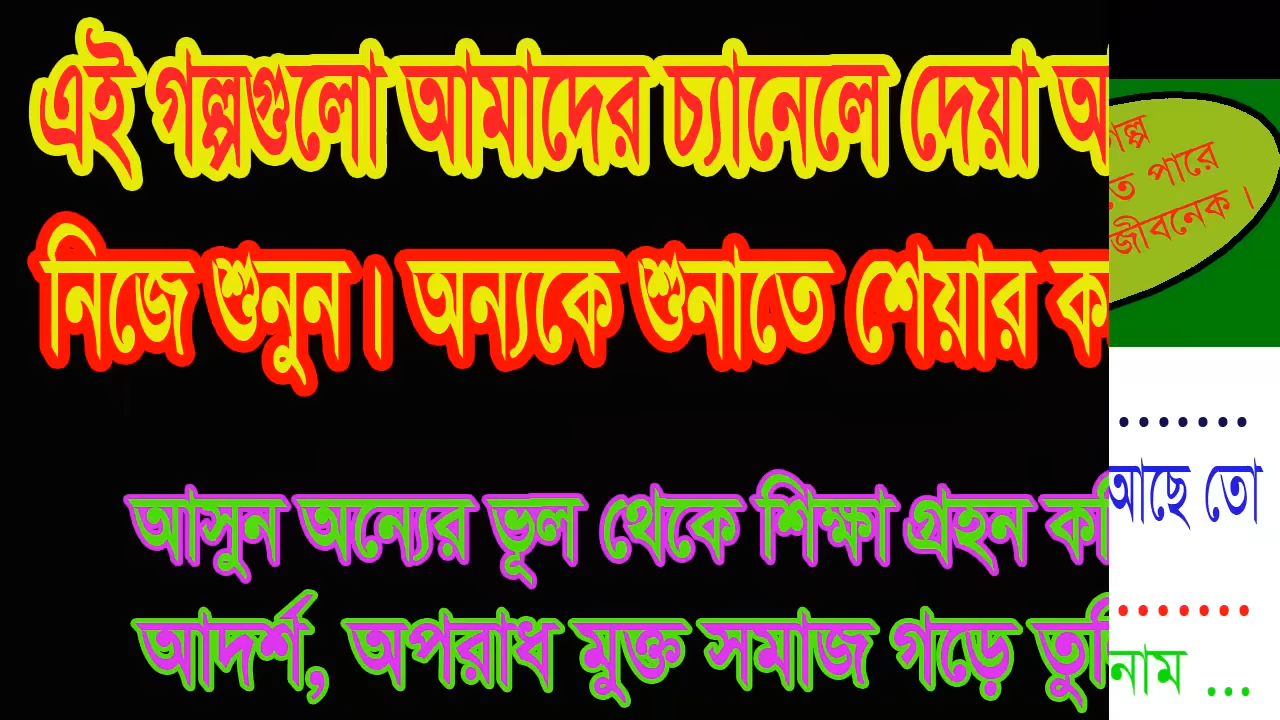 এই গল্পগুলো আমাদের চ্যানেলে দেয়া
নিজে শুনুন। অন্যকে শুনাতে শেয়ার
আসুন অন্যের ভূল থেকে শিক্ষা গ্রহন
আদর্শ, অপরাধ মুক্ত সমাজ গড়ে
গল্প
পারে
জীবনেক।
.......
আছে তো
.......
নাম ...